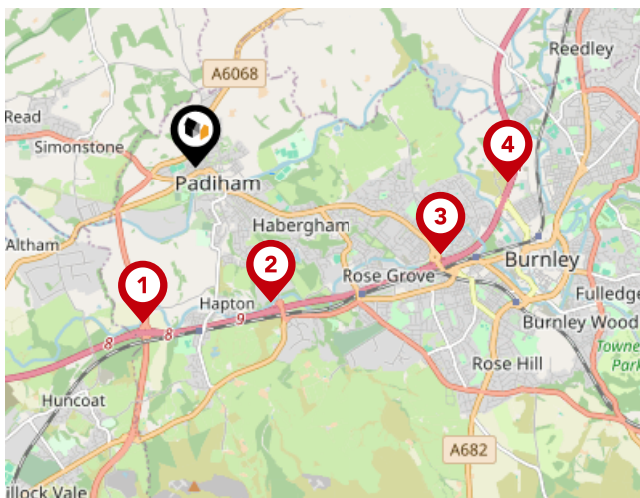 Reedley
A6068
Read
Simonstone
4
Padiham
Habergham
3
Altham
2
Burnley
1
Rose Grove
Hapton
Fulledge
9
Burnley Wood
8
8
Towne
Park
Rose Hill
Huncoat
A682
illock Vale